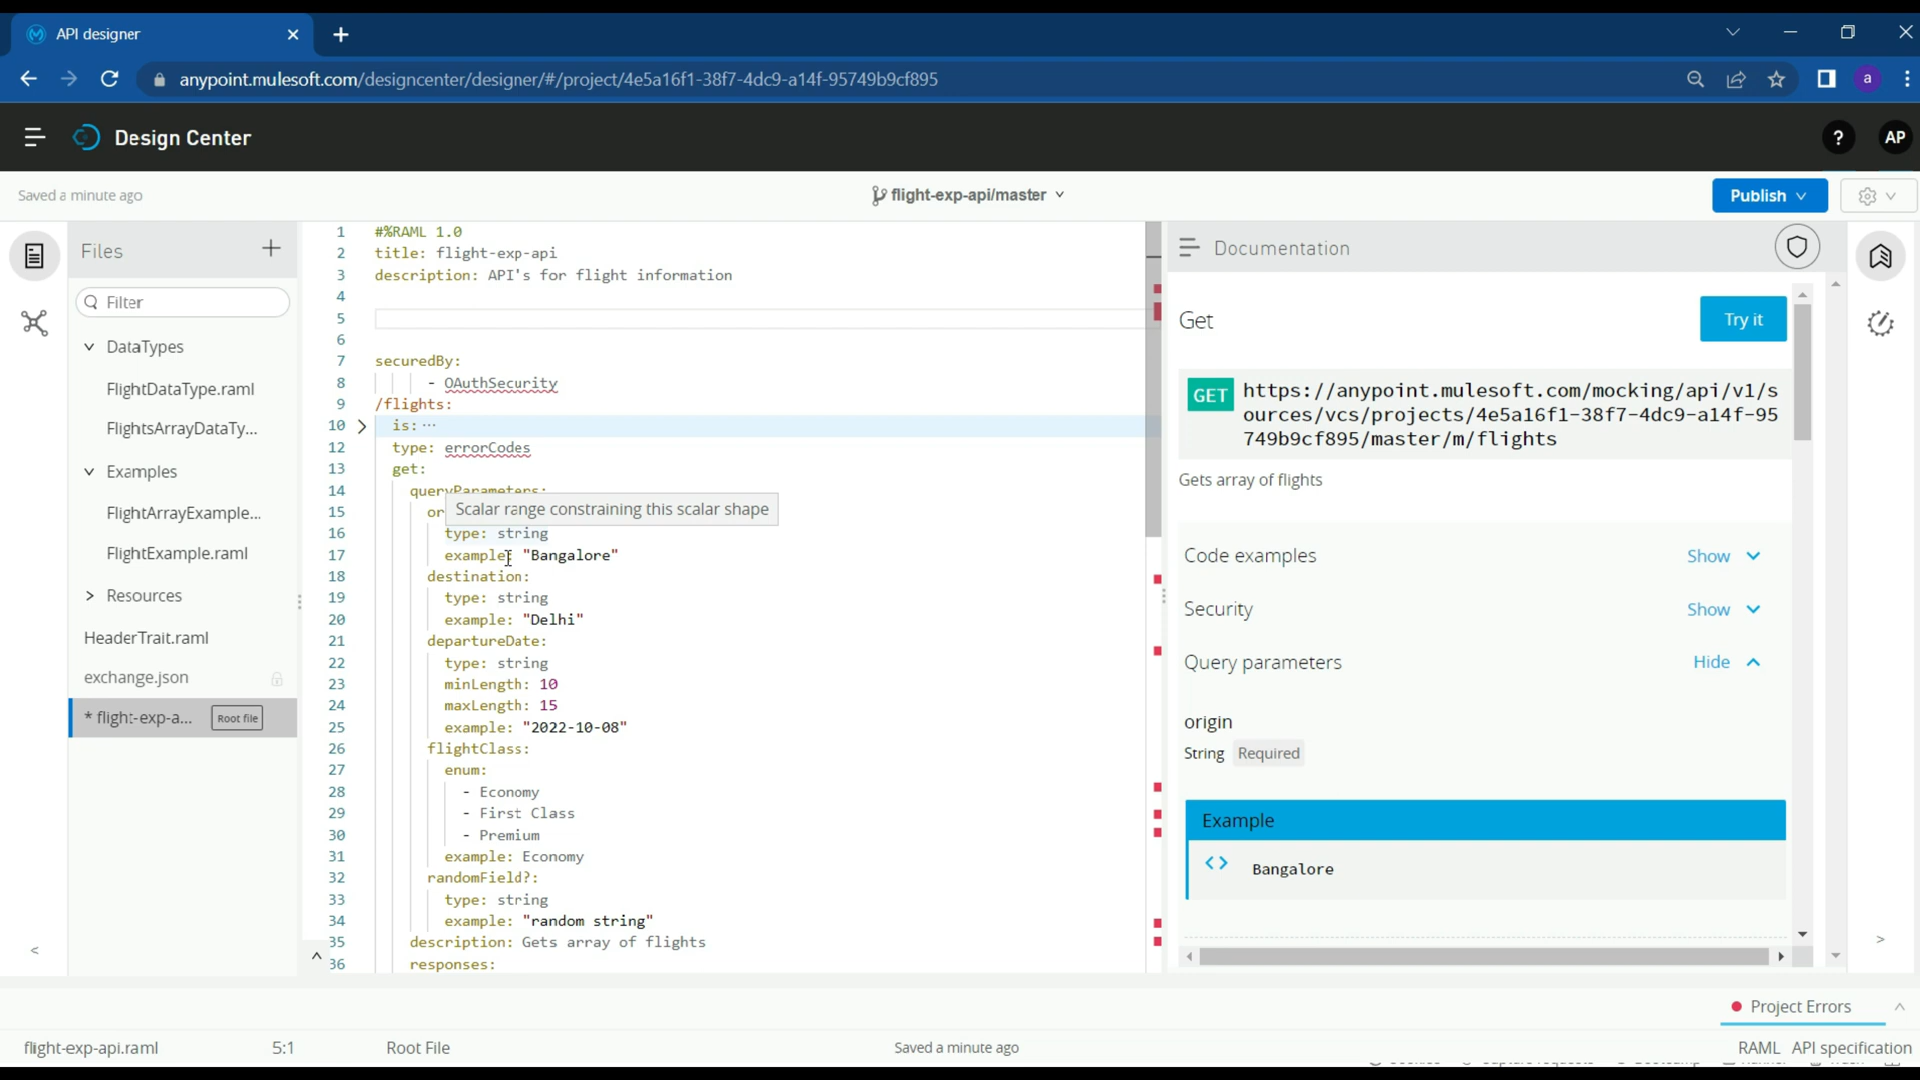 API designer
anypoint.mulesoft.com/designcenter/designer/#/project/4e5a16f1-38f7-4dc9-a14f-95749b9cf895
a
Design Center
?
AP
Saved a minute ago
flight-exp-api/master
Publish
Files
Filter
DataTypes
FlightDataType.raml
FlightsArrayDataTy...
Examples
FlightArrayExample...
FlightExample.raml
Resources
HeaderTrait.raml
exchange.json
* flight-exp-a... Root file
1 #%RAML 1.0
2 title: flight-exp-api
3 description: API's for flight information
4
5
6
7 securedBy:
8 - OAuthSecurity
9 /flights:
10 is: ...
12 type: errorCodes
13 get:
14 queryParameters:
15 or
Scalar range constraining this scalar shape
16 type: string
17 example: "Bangalore"
18 destination:
19 type: string
20 example: "Delhi"
21 departureDate:
22 type: string
23 minLength: 10
24 maxLength: 15
25 example: "2022-10-08"
26 flightClass:
27 enum:
28 - Economy
29 - First Class
30 - Premium
31 example: Economy
32 randomField?:
33 type: string
34 example: "random string"
35 description: Gets array of flights
36 responses:
Documentation
Get
Try it
GET https://anypoint.mulesoft.com/mocking/api/v1/s
ources/vcs/projects/4e5a16f1-38f7-4dc9-a14f-95
749b9cf895/master/m/flights
Gets array of flights
Code examples Show
Security Show
Query parameters Hide
origin
String Required
Example
Bangalore
Project Errors
flight-exp-api.raml 5:1 Root File Saved a minute ago RAML API specification